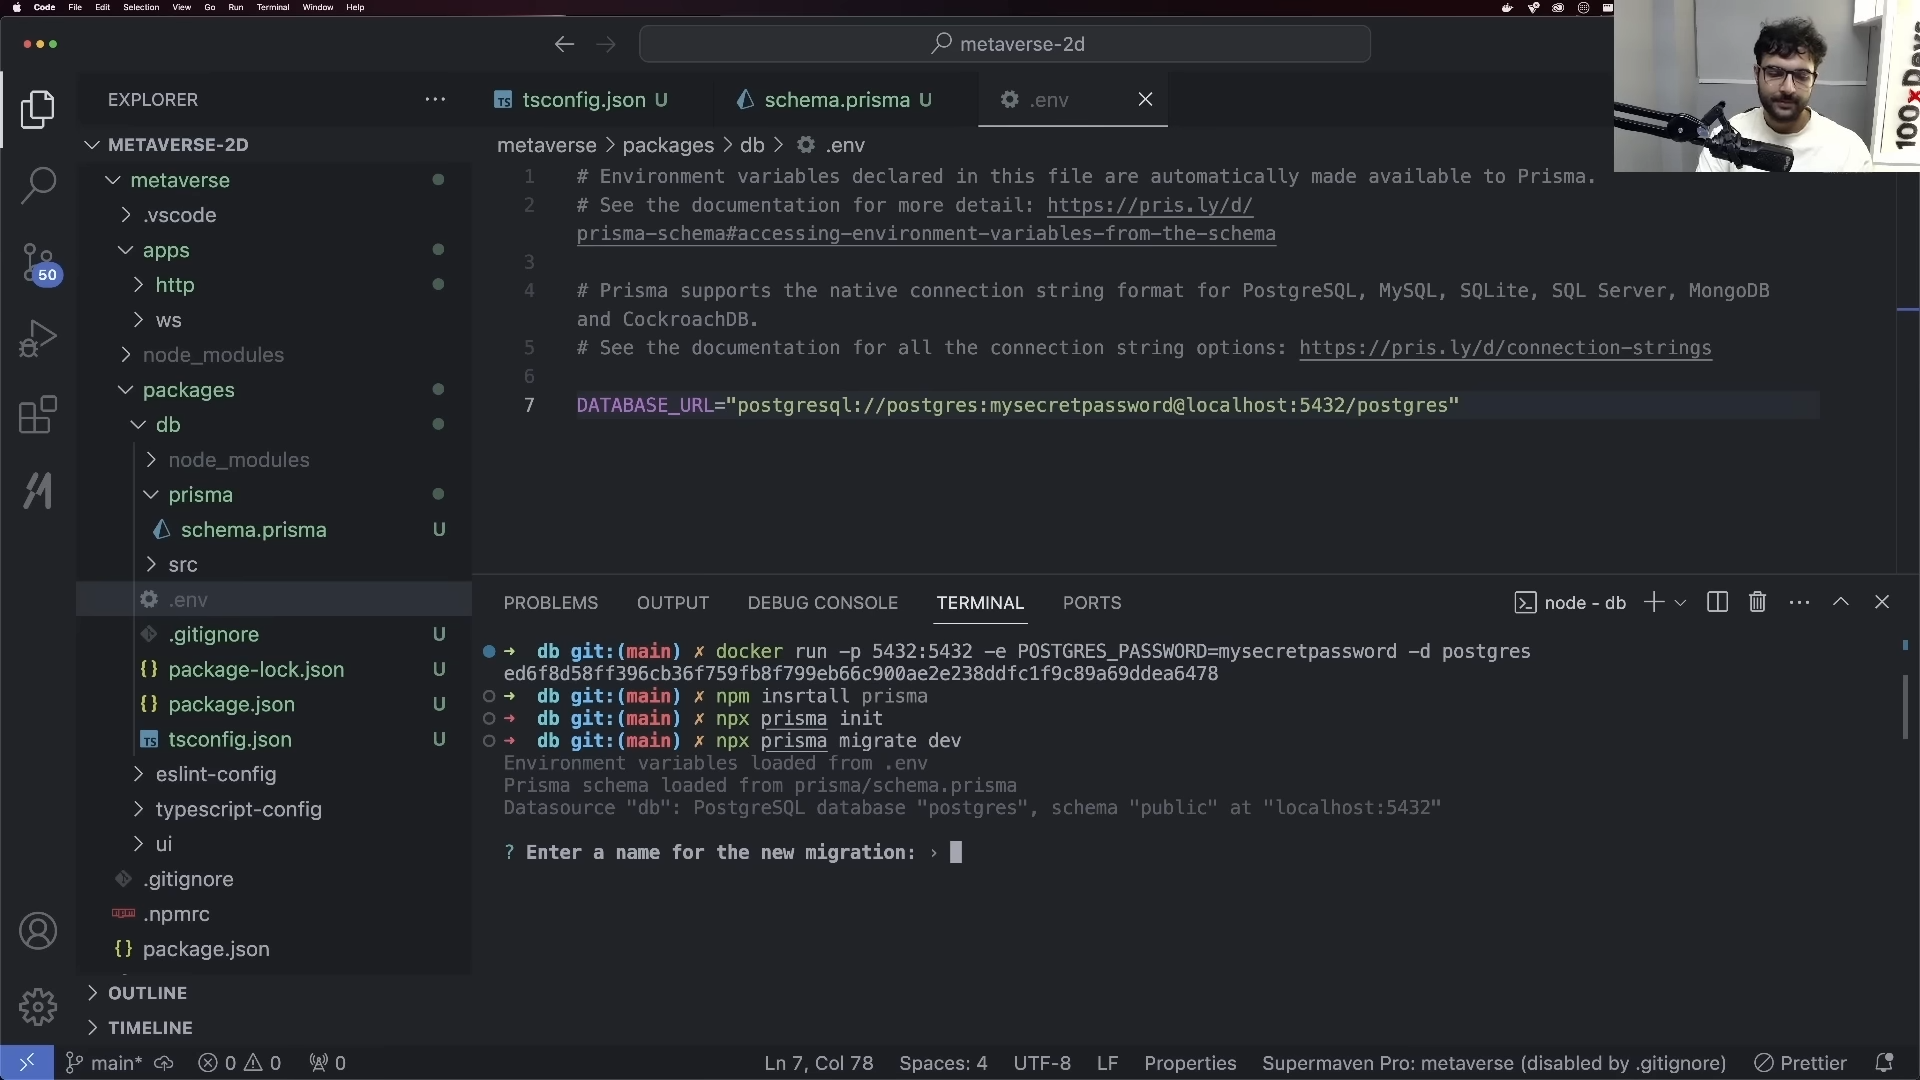 Code File Edit Selection View Go Run Terminal Window Help
metaverse-2d
EXPLORER
tsconfig.json U
schema.prisma U
.env
METAVERSE-2D
metaverse > packages > db > .env
metaverse
.vscode
apps
http
ws
node_modules
packages
db
node_modules
prisma
schema.prisma U
src
.env
.gitignore U
package-lock.json U
package.json U
tsconfig.json U
eslint-config
typescript-config
ui
.gitignore
.npmrc
package.json
OUTLINE
TIMELINE
50
1 # Environment variables declared in this file are automatically made available to Prisma.
2 # See the documentation for more detail: https://pris.ly/d/
prisma-schema#accessing-environment-variables-from-the-schema
3
4 # Prisma supports the native connection string format for PostgreSQL, MySQL, SQLite, SQL Server, MongoDB
and CockroachDB.
5 # See the documentation for all the connection string options: https://pris.ly/d/connection-strings
6
7 DATABASE_URL="postgresql://postgres:mysecretpassword@localhost:5432/postgres"
PROBLEMS OUTPUT DEBUG CONSOLE TERMINAL PORTS
node - db
→ db git:(main) ✗ docker run -p 5432:5432 -e POSTGRES_PASSWORD=mysecretpassword -d postgres
ed6f8d58ff396cb36f759fb8f799eb66c900ae2e238ddfc1f9c89a69ddea6478
→ db git:(main) ✗ npm insrtall prisma
→ db git:(main) ✗ npx prisma init
→ db git:(main) ✗ npx prisma migrate dev
Environment variables loaded from .env
Prisma schema loaded from prisma/schema.prisma
Datasource "db": PostgreSQL database "postgres", schema "public" at "localhost:5432"
? Enter a name for the new migration: ›
main* 0 0 0
Ln 7, Col 78 Spaces: 4 UTF-8 LF Properties Supermaven Pro: metaverse (disabled by .gitignore) Prettier
100xDevs